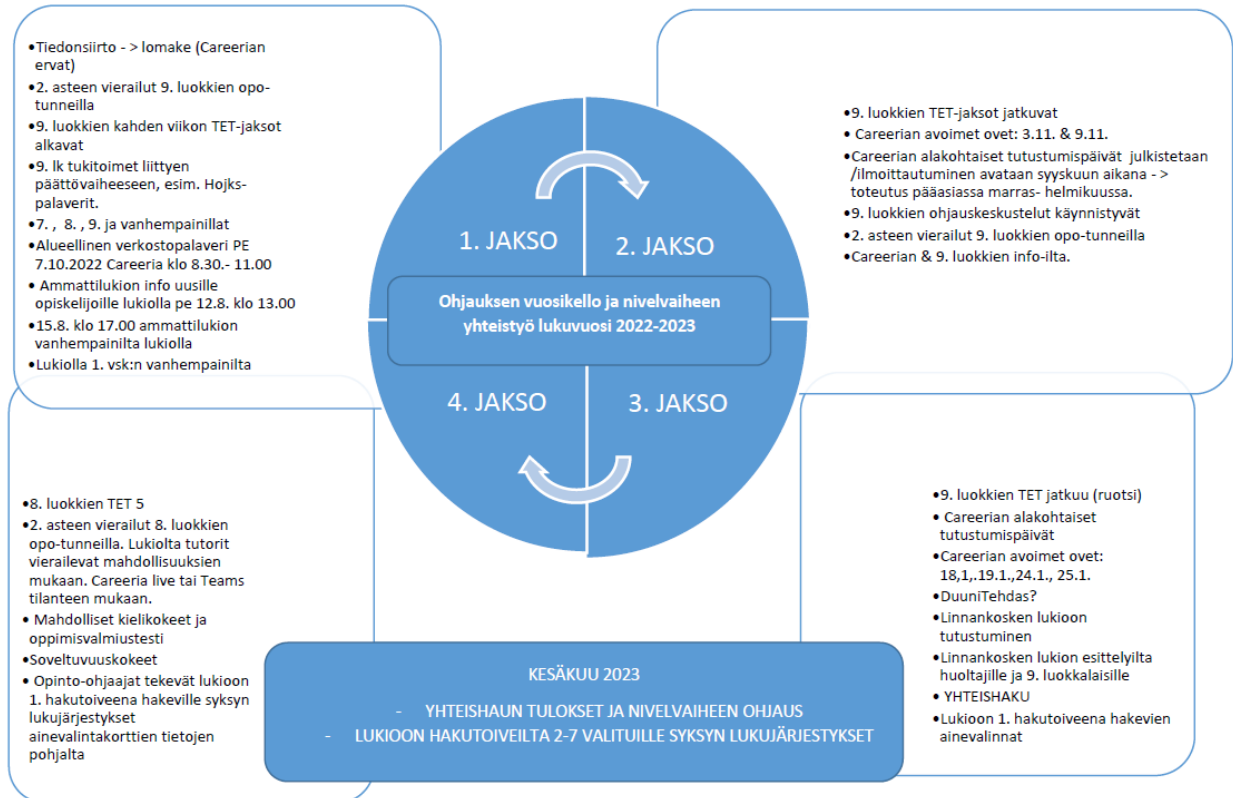 •Tiedonsiirto - > lomake (Careerian
ervat)
•2. asteen vierailut 9. luokkien opo-
tunneilla
•9. luokkien kahden viikon TET-jaksot
alkavat
•9. lk tukitoimet liittyen
päättövaiheeseen, esim. Hojks-
palaverit.
•7. , 8. , 9. ja vanhempainillat
•Alueellinen verkostopalaveri PE
7.10.2022 Careeria klo 8.30.- 11.00
• Ammattilukion info uusille
opiskelijoille lukiolla pe 12.8. klo 13.00
•15.8. klo 17.00 ammattilukion
vanhempainilta lukiolla
•Lukiolla 1. vsk:n vanhempainilta
•9. luokkien TET-jaksot jatkuvat
• Careerian avoimet ovet: 3.11. & 9.11.
•Careerian alakohtaiset tutustumispäivät julkistetaan
/ilmoittautuminen avataan syyskuun aikana - >
toteutus pääasiassa marras- helmikuussa.
•9. luokkien ohjauskeskustelut käynnistyvät
•2. asteen vierailut 9. luokkien opo-tunneilla
•Careerian & 9. luokkien info-ilta.
1. JAKSO
2. JAKSO
Ohjauksen vuosikello ja nivelvaiheen
yhteistyö lukuvuosi 2022-2023
4. JAKSO
3. JAKSO
•8. luokkien TET 5
•2. asteen vierailut 8. luokkien
opo-tunneilla. Lukiolta tutorit
vierailevat mahdollisuuksien
mukaan. Careeria live tai Teams
tilanteen mukaan.
• Mahdolliset kielikokeet ja
oppimisvalmiustesti
•Soveltuvuuskokeet
• Opinto-ohjaajat tekevät lukioon
1. hakutoiveena hakeville syksyn
lukujärjestykset
ainevalintakorttien tietojen
pohjalta
•9. luokkien TET jatkuu (ruotsi)
• Careerian alakohtaiset
tutustumispäivät
•Careerian avoimet ovet:
18,1,.19.1.,24.1., 25.1.
•DuuniTehdas?
•Linnankosken lukioon
tutustuminen
•Linnankosken lukion esittelyilta
huoltajille ja 9. luokkalaisille
• YHTEISHAKU
•Lukioon 1. hakutoiveena hakevien
ainevalinnat
KESÄKUU 2023
- YHTEISHAUN TULOKSET JA NIVELVAIHEEN OHJAUS
- LUKIOON HAKUTOIVEILTA 2-7 VALITUILLE SYKSYN LUKUJÄRJESTYKSET